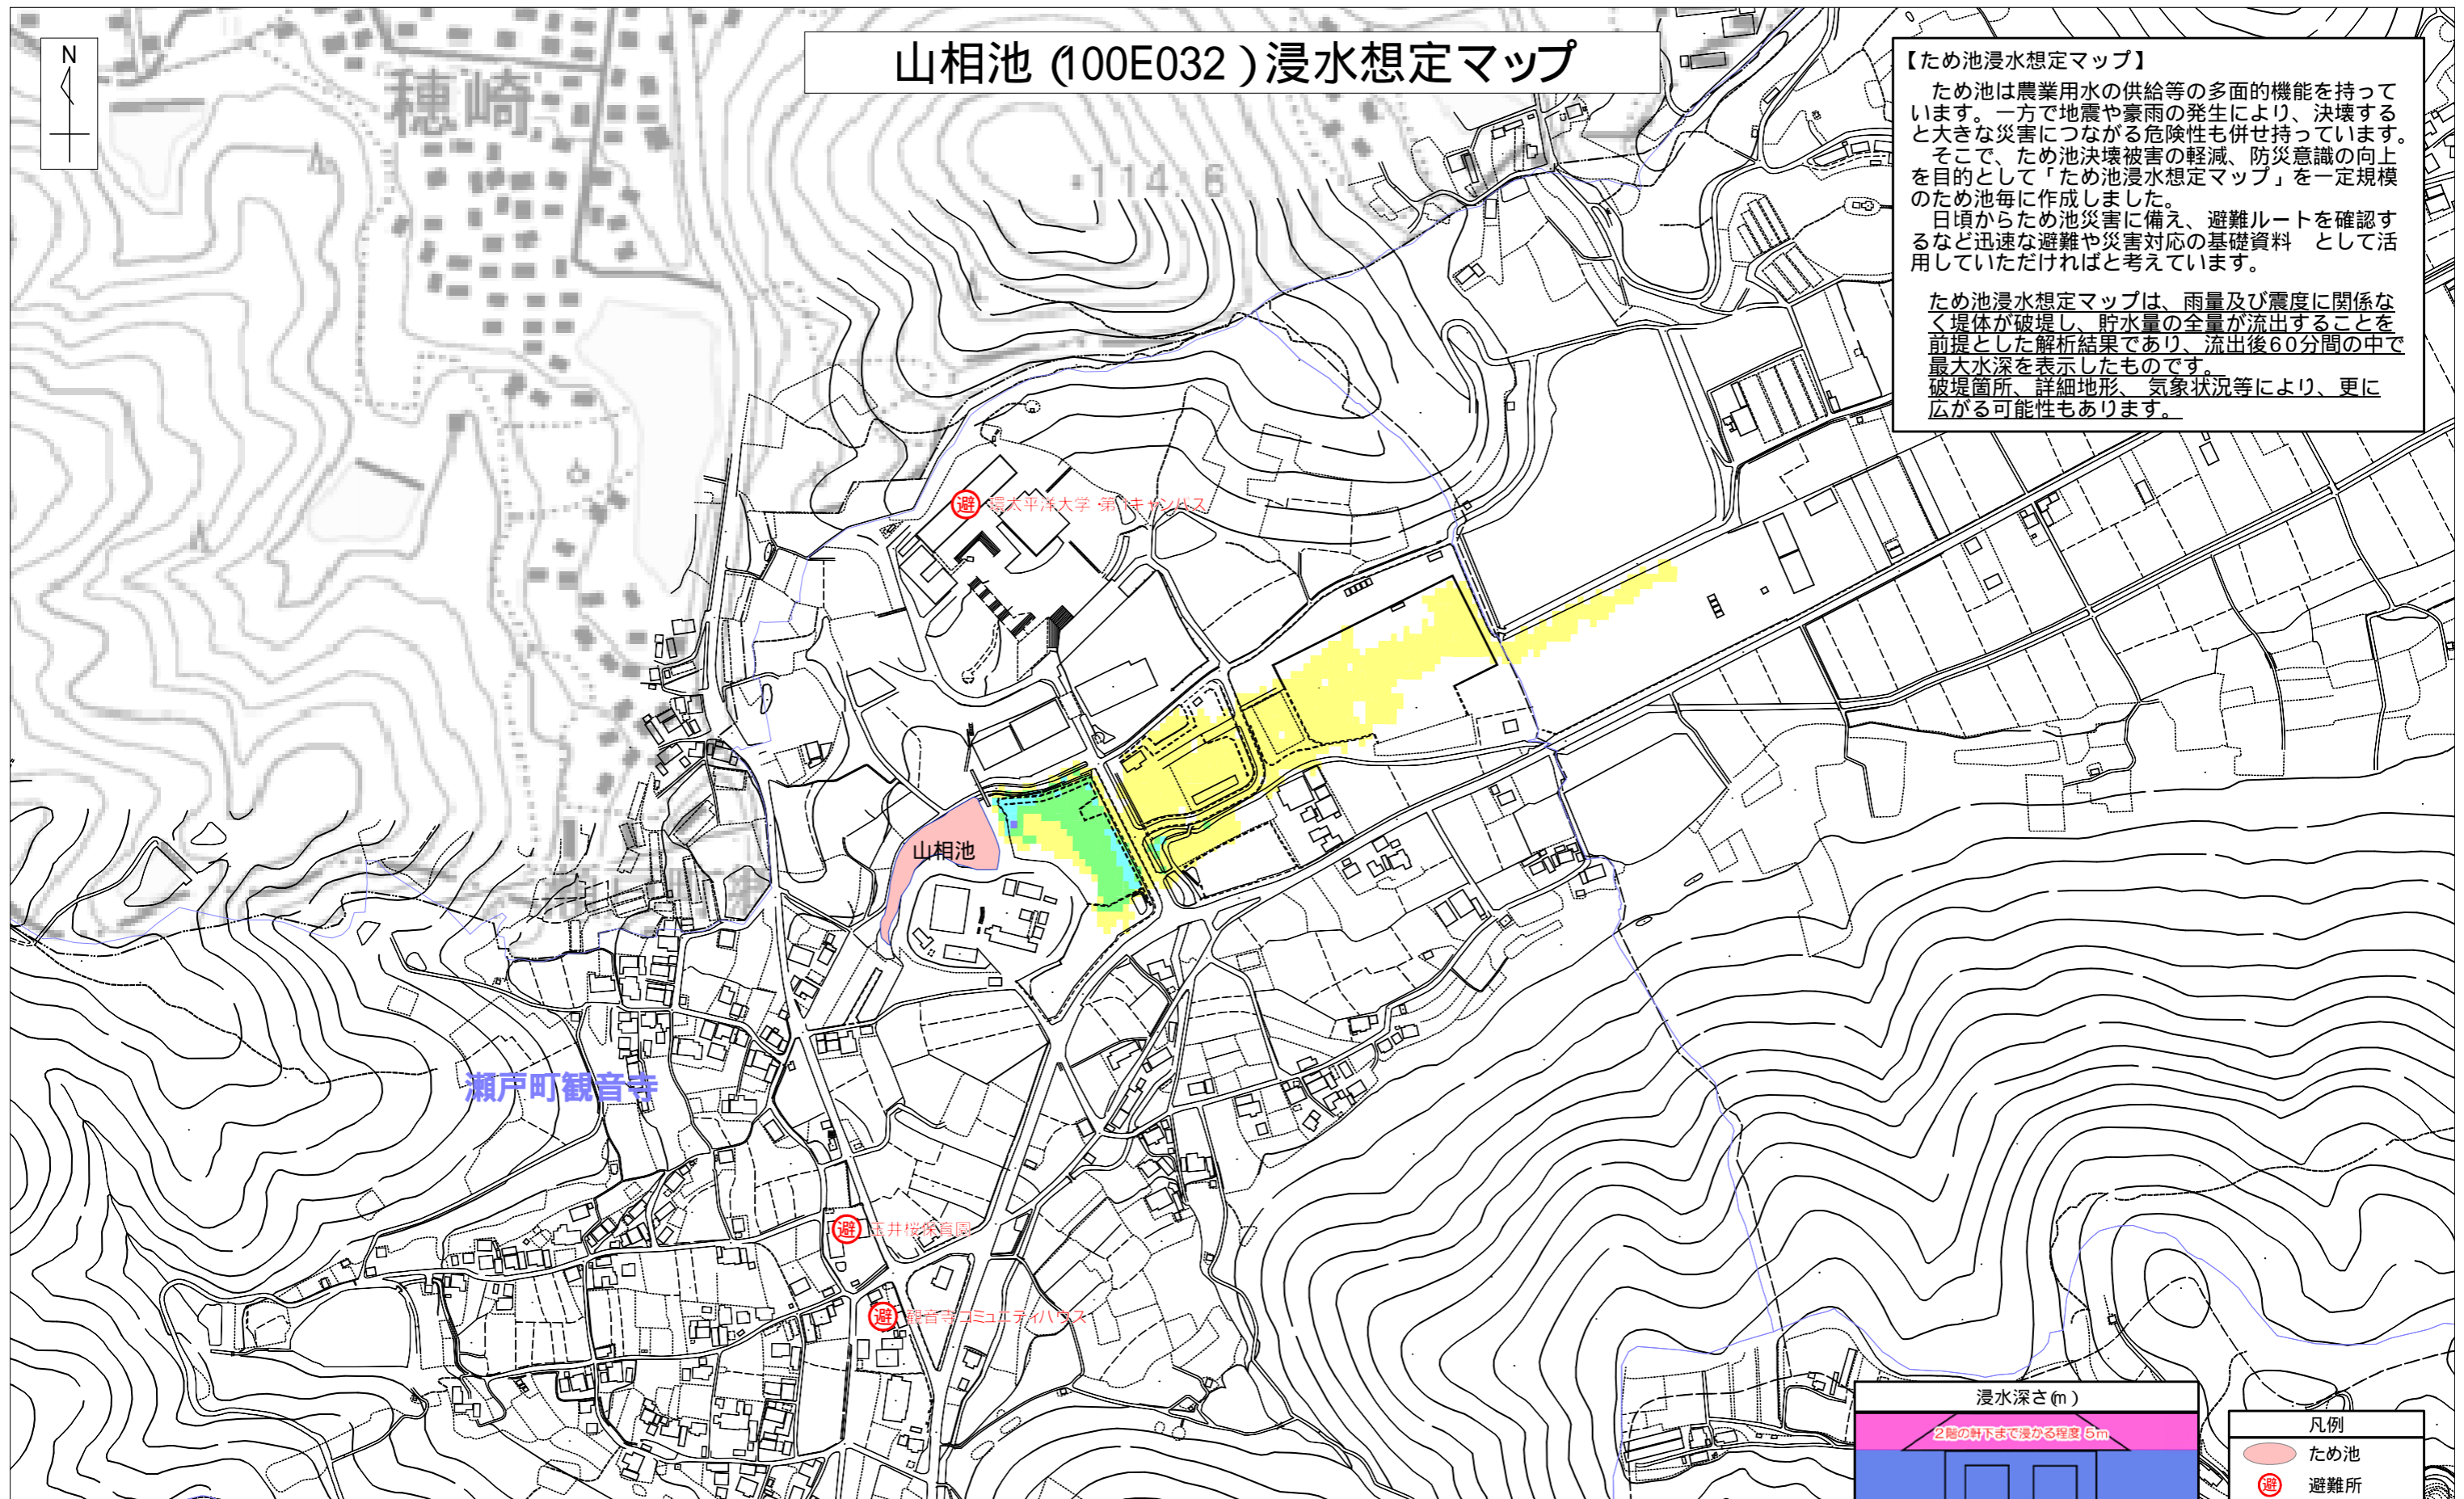 山相池（100E032）浸水想定マップ
N
穂崎
・114.6
【ため池浸水想定マップ】
ため池は農業用水の供給等の多面的機能を持って
います。一方で地震や豪雨の発生により、決壊する
と大きな災害につながる危険性も併せ持っています。
そこで、ため池決壊被害の軽減、防災意識の向上
を目的として「ため池浸水想定マップ」を一定規模
のため池毎に作成しました。
日頃からため池災害に備え、避難ルートを確認す
るなど迅速な避難や災害対応の基礎資料　として活
用していただければと考えています。
ため池浸水想定マップは、雨量及び震度に関係な
く堤体が破堤し、貯水量の全量が流出することを
前提とした解析結果であり、流出後60分間の中で
最大水深を表示したものです。
破堤箇所、詳細地形、気象状況等により、更に
広がる可能性もあります。
避 環太平洋大学・第1キャンパス
山相池
瀬戸町観音寺
避 玉井桜保育園
避 観音寺コミュニティハウス
浸水深さ(m)
2階の軒下まで浸かる程度 5m
凡例
ため池
避 避難所